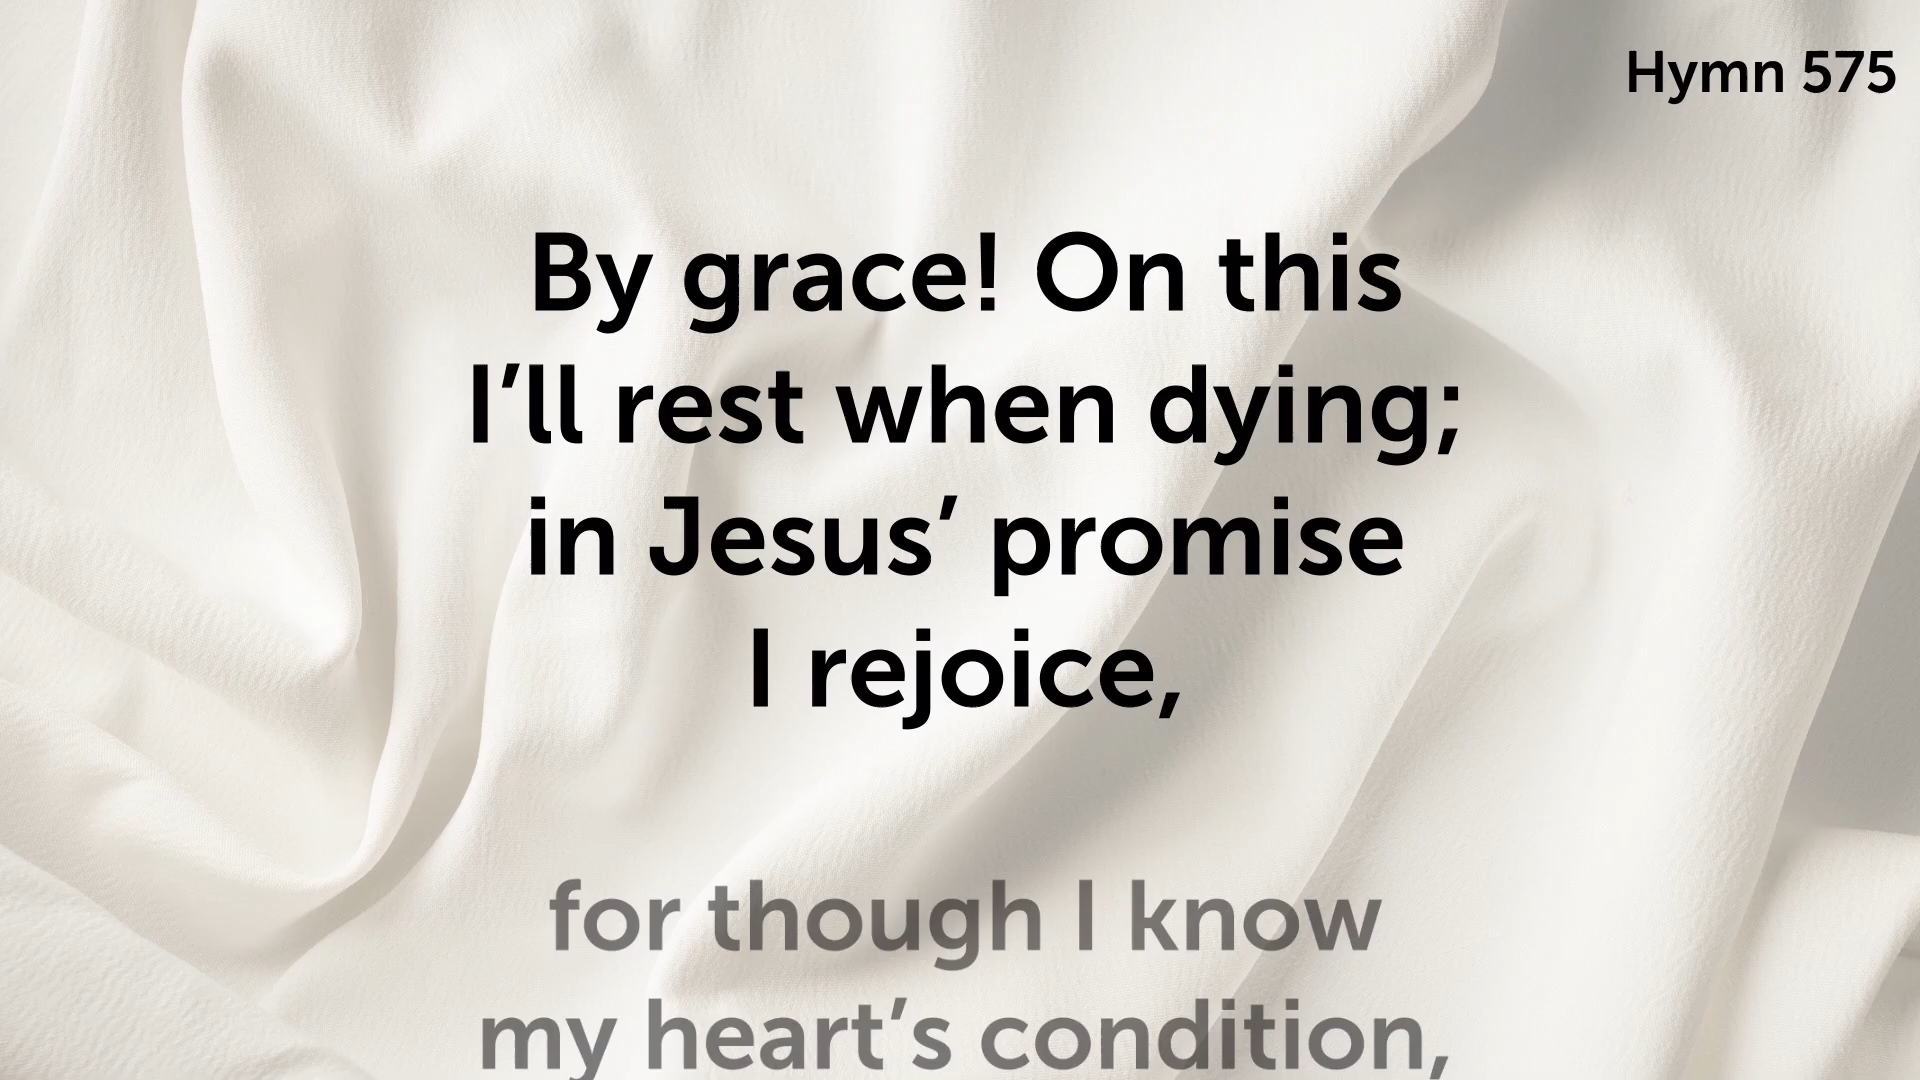 Hymn 575
By grace! On this
I’ll rest when dying;
in Jesus’ promise
I rejoice,
for though I know
my heart’s condition,